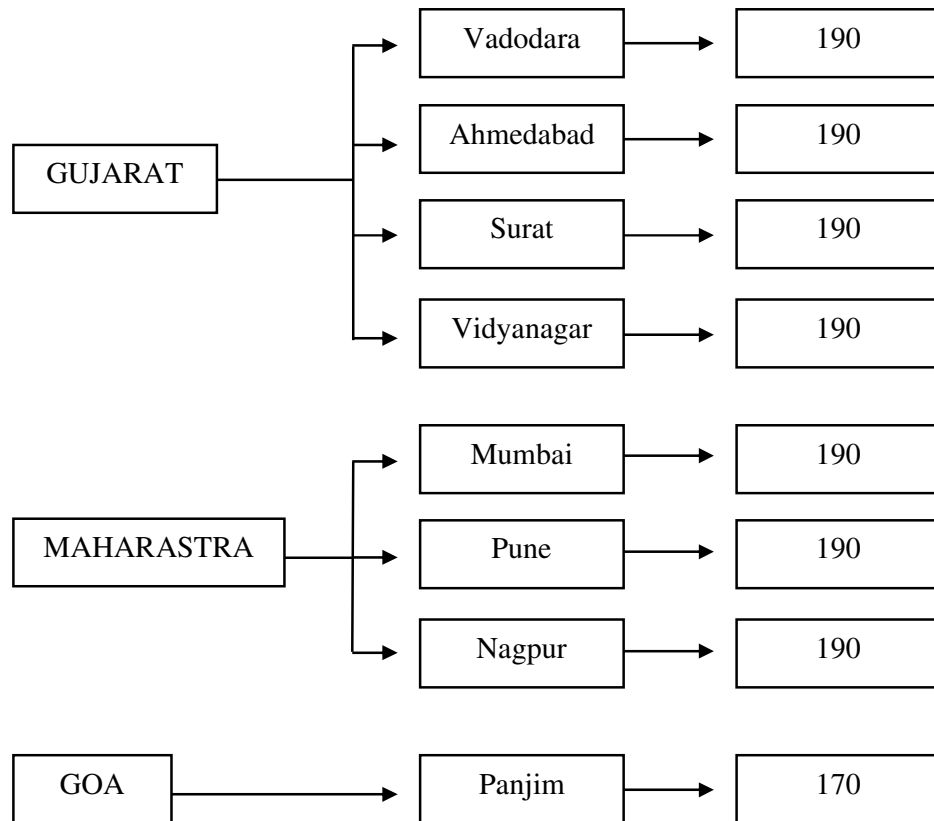 Vadodara 190
Ahmedabad 190
GUJARAT
Surat 190
Vidyanagar 190
Mumbai 190
MAHARASTRA Pune 190
Nagpur 190
GOA Panjim 170